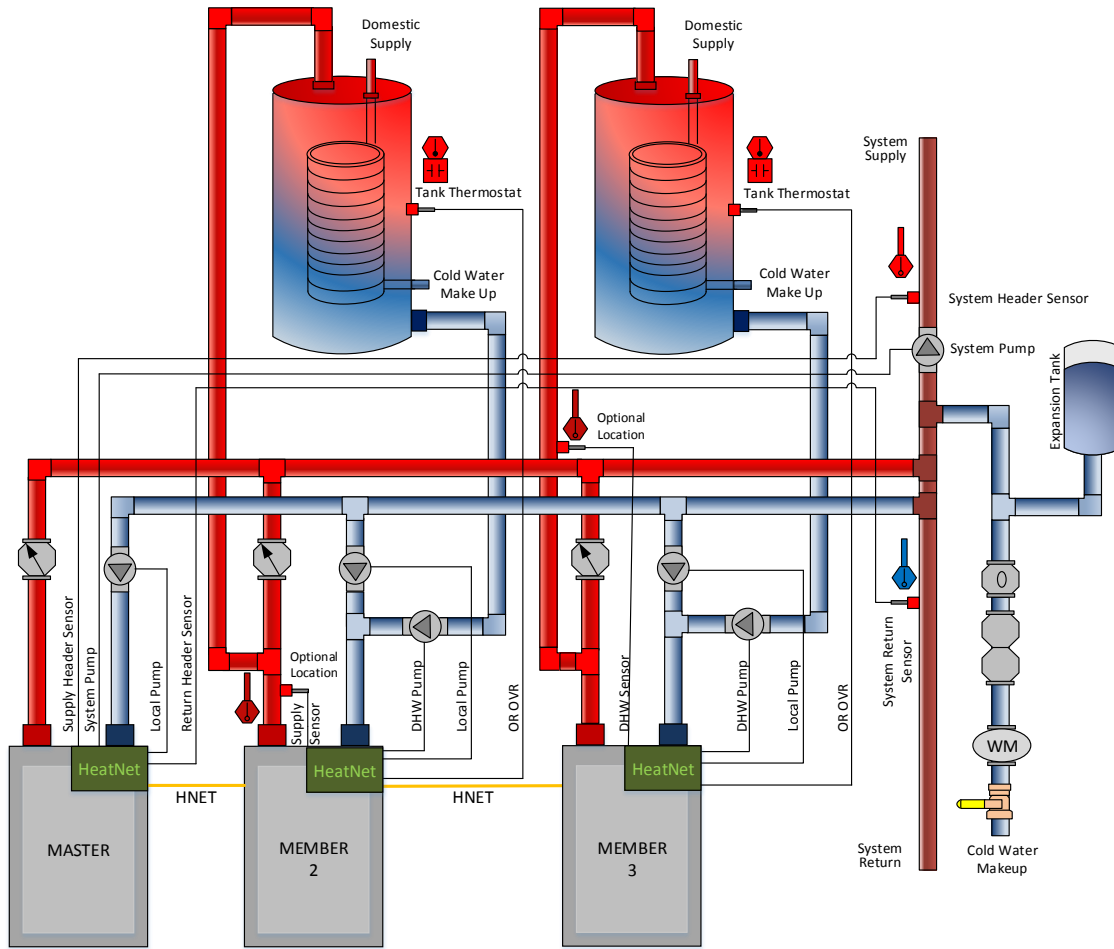 Domestic
Supply
Domestic
Supply
Tank Thermostat
Tank Thermostat
Cold Water
Make Up
Cold Water
Make Up
System
Supply
System Header Sensor
System Pump
Expansion Tank
Optional
Location
Optional
Location
Supply Header Sensor
System Pump
Local Pump
Return Header Sensor
Supply
Sensor
DHW Pump
Local Pump
OR OVR
DHW Sensor
DHW Pump
Local Pump
OR OVR
System Return
Sensor
0
WM
HeatNet
HeatNet
HeatNet
HNET
HNET
MASTER
MEMBER
2
MEMBER
3
System
Return
Cold Water
Makeup